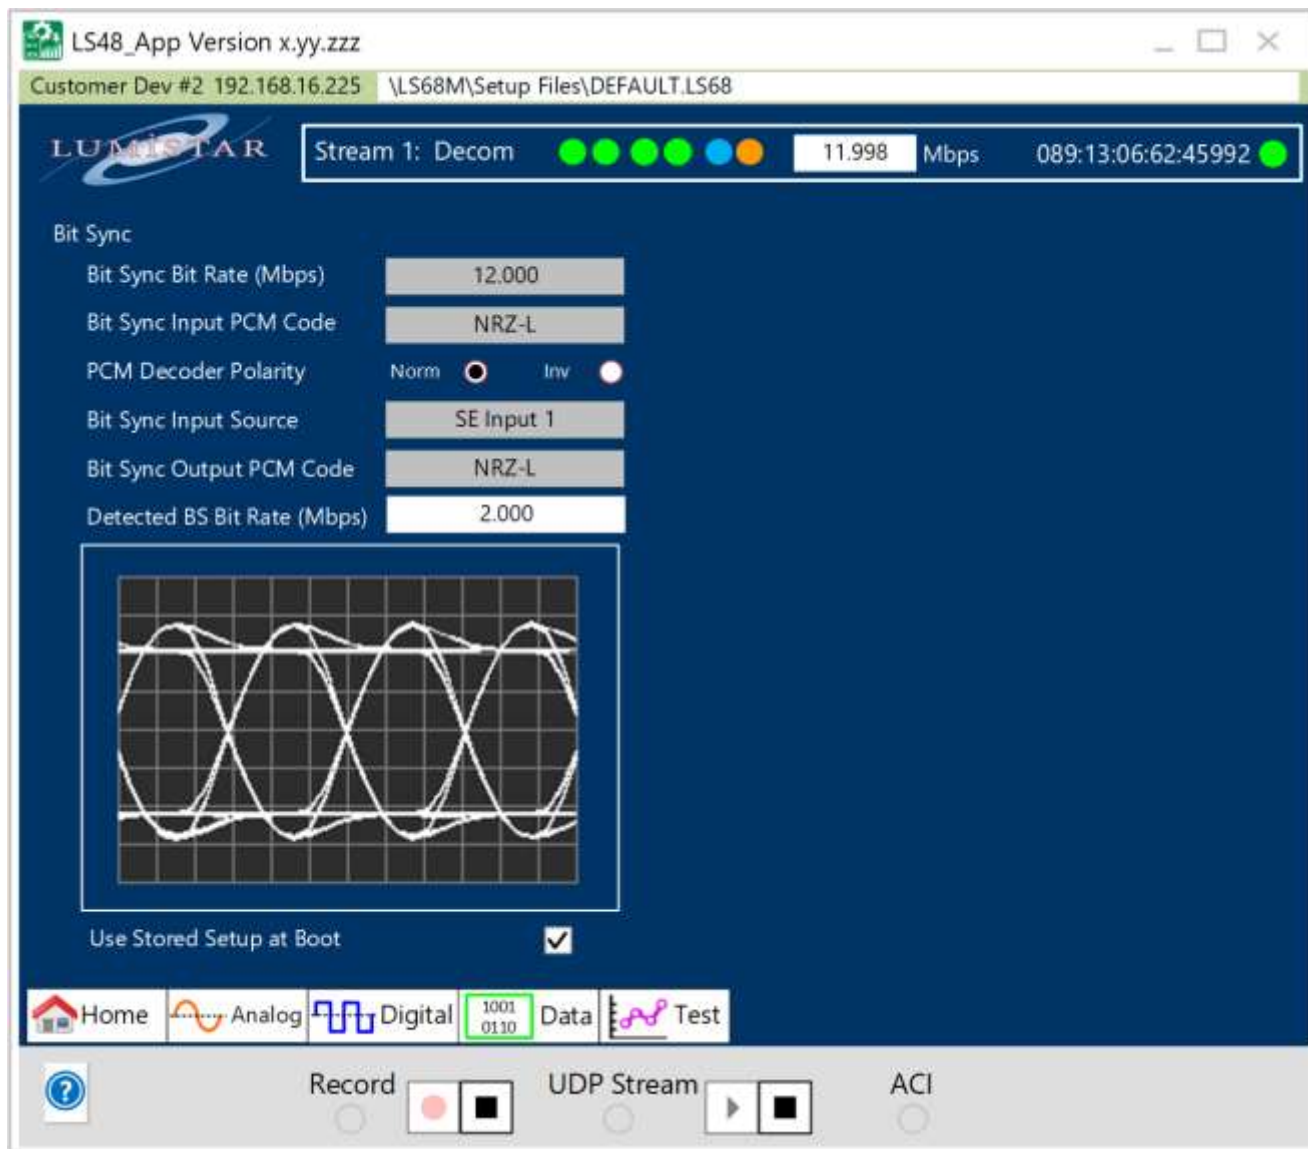 LS48_App Version x.yy.zzz
Customer Dev #2 192.168.16.225 \LS68M\Setup Files\DEFAULT.LS68
LUMISTAR Stream 1: Decom 11.998 Mbps 089:13:06:62:45992
Bit Sync
Bit Sync Bit Rate (Mbps) 12.000
Bit Sync Input PCM Code NRZ-L
PCM Decoder Polarity Norm Inv
Bit Sync Input Source SE Input 1
Bit Sync Output PCM Code NRZ-L
Detected BS Bit Rate (Mbps) 2.000
Use Stored Setup at Boot
Home Analog Digital 1001 0110 Data Test
? Record UDP Stream ACI